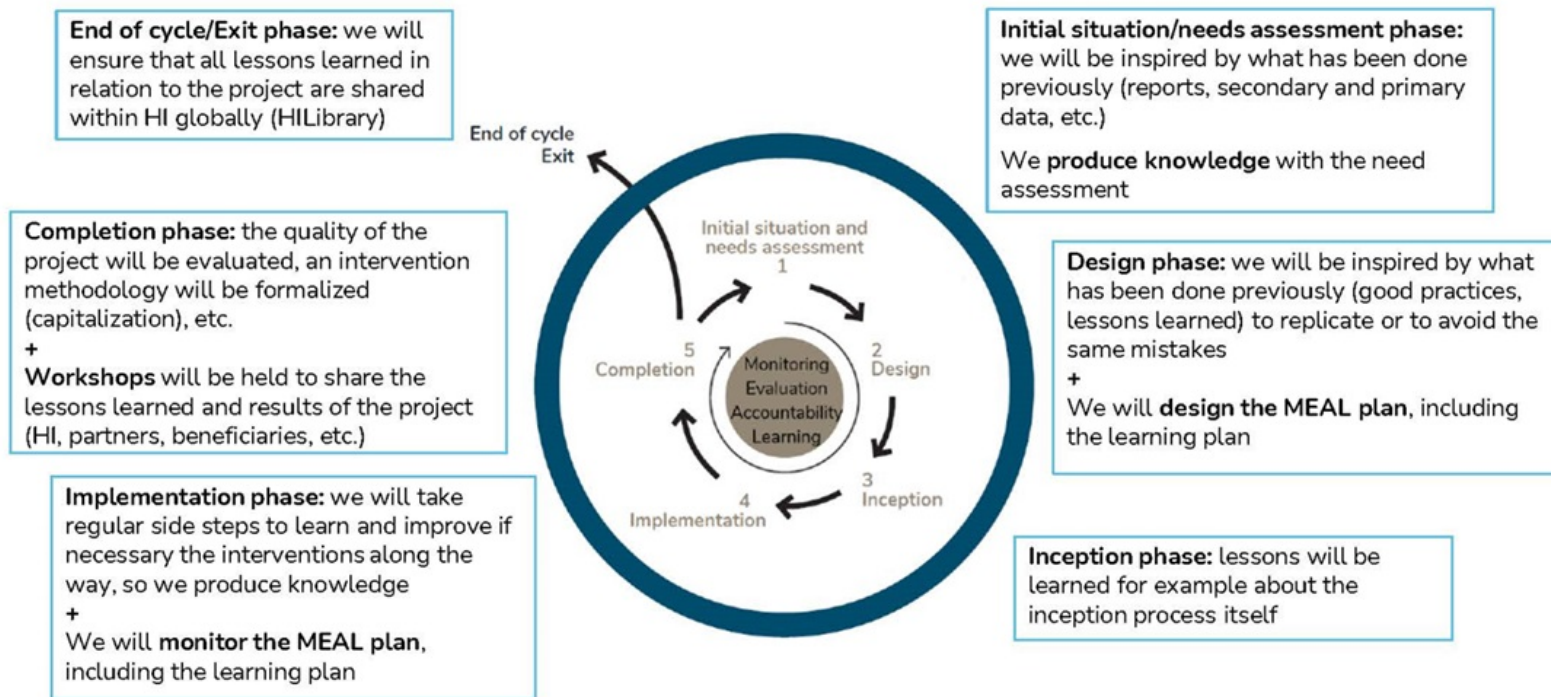 End of cycle/Exit phase: we will
ensure that all lessons learned in
relation to the project are shared
within HI globally (HILibrary)
Initial situation/needs assessment phase:
we will be inspired by what has been done
previously (reports, secondary and primary
data, etc.)
We produce knowledge with the need
assessment
End of cycle
Exit
Completion phase: the quality of the
project will be evaluated, an intervention
methodology will be formalized
(capitalization), etc.
+
Workshops will be held to share the
lessons learned and results of the project
(HI, partners, beneficiaries, etc.)
Initial situation and
needs assessment
1
2
Design
3
Inception
4
Implementation
5
Completion
Monitoring
Evaluation
Accountability
Learning
Design phase: we will be inspired by what
has been done previously (good practices,
lessons learned) to replicate or to avoid the
same mistakes
+
We will design the MEAL plan, including
the learning plan
Implementation phase: we will take
regular side steps to learn and improve if
necessary the interventions along the
way, so we produce knowledge
+
We will monitor the MEAL plan,
including the learning plan
Inception phase: lessons will be
learned for example about the
inception process itself